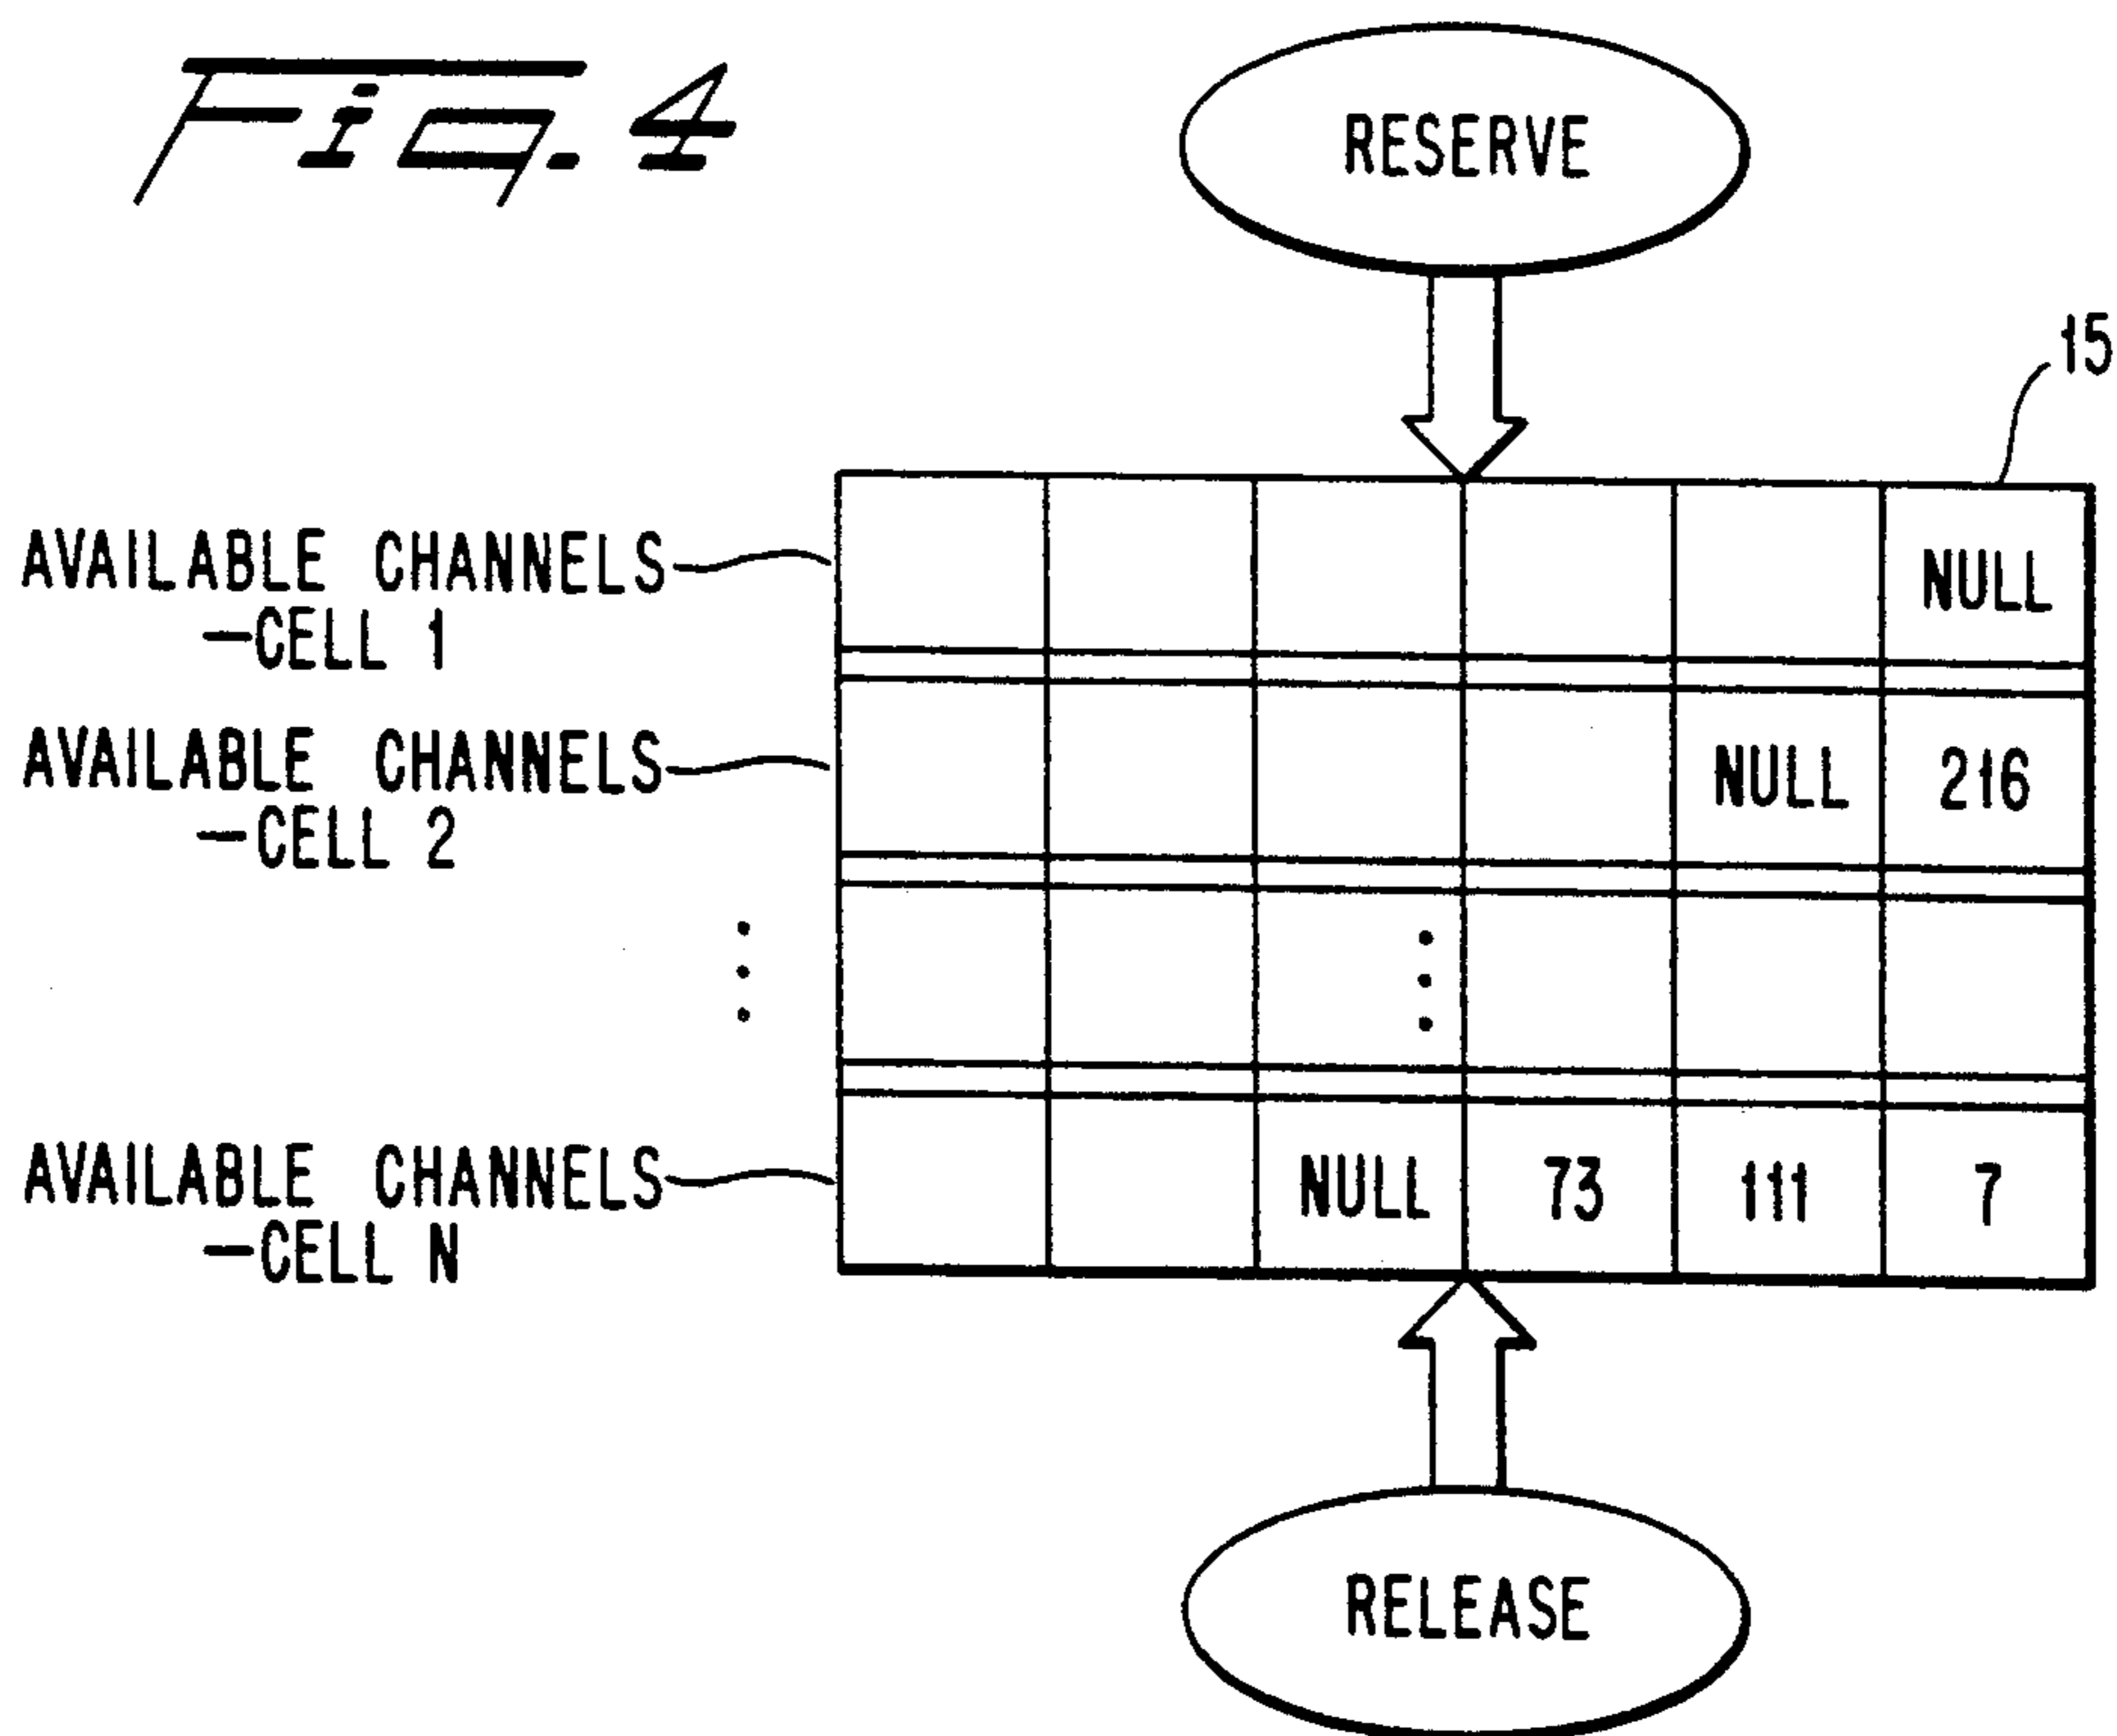 Fig. 4
RESERVE
15
AVAILABLE CHANNELS
-CELL 1
NULL
AVAILABLE CHANNELS
-CELL 2
NULL 216
AVAILABLE CHANNELS
-CELL N
NULL 73 111 7
RELEASE